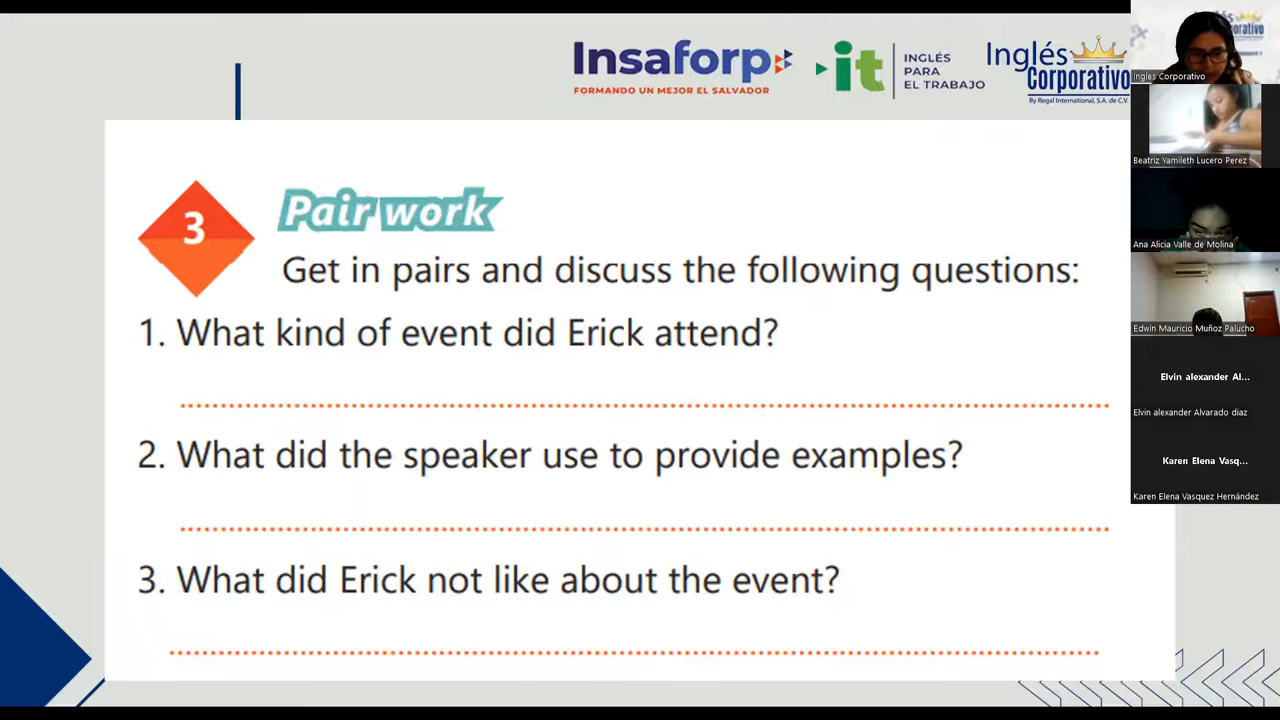 Insaforp
FORMANDO UN MEJOR EL SALVADOR
it
INGLÉS
PARA
EL TRABAJO
Inglés
Corporativo
By Regal International, S.A. de C.V.
3
Pair work
Get in pairs and discuss the following questions:
1. What kind of event did Erick attend?
2. What did the speaker use to provide examples?
3. What did Erick not like about the event?
Ingles Corporativo
Beatriz Yamileth Lucero Perez
Ana Alicia Valle de Molina
Edwin Mauricio Muñoz Palucho
Elvin alexander Al...
Elvin alexander Alvarado diaz
Karen Elena Vasq...
Karen Elena Vasquez Hernández